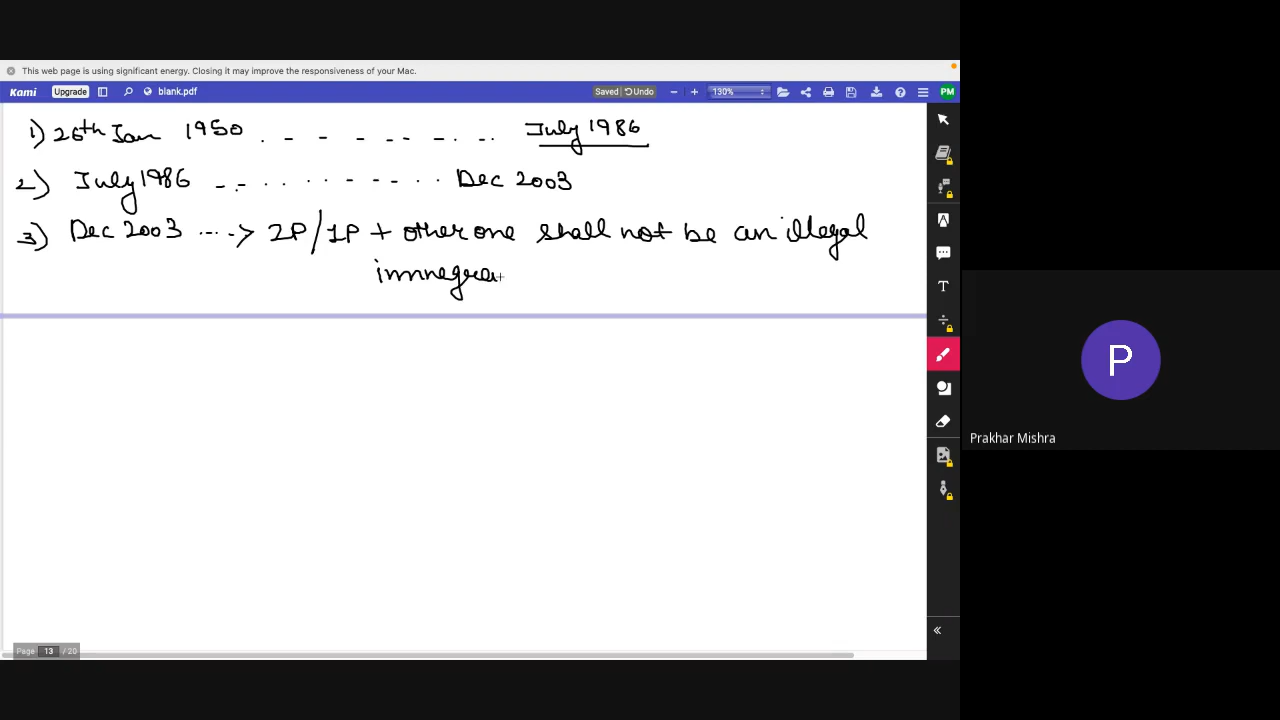 This web page is using significant energy. Closing it may improve the responsiveness of your Mac.
Kami Upgrade blank.pdf Saved Undo 130% PM
1) 26th Jan 1950 . - - - - - - . - .. July 1986
2) July 1986 - .. - . . . . - - - . . Dec 2003
3) Dec 2003 ....-> 2P/1P + other one shall not be an illegal
immegra
P
Prakhar Mishra
Page 13 / 20